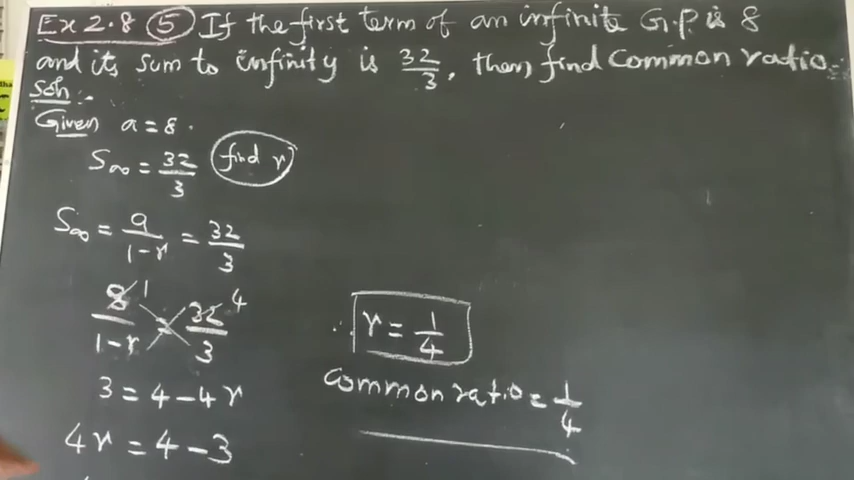 Ex 2.8 (5) If the first term of an infinite G.P is 8
and its sum to infinity is 32/3, then find common ratio.
Soln:-
Given a = 8.
S∞ = 32/3 (find r)
S∞ = a/(1-r) = 32/3
8/(1-r) = 32/3 1 4
3 = 4 - 4r
4r = 4 - 3
∴ r = 1/4
Common ratio = 1/4